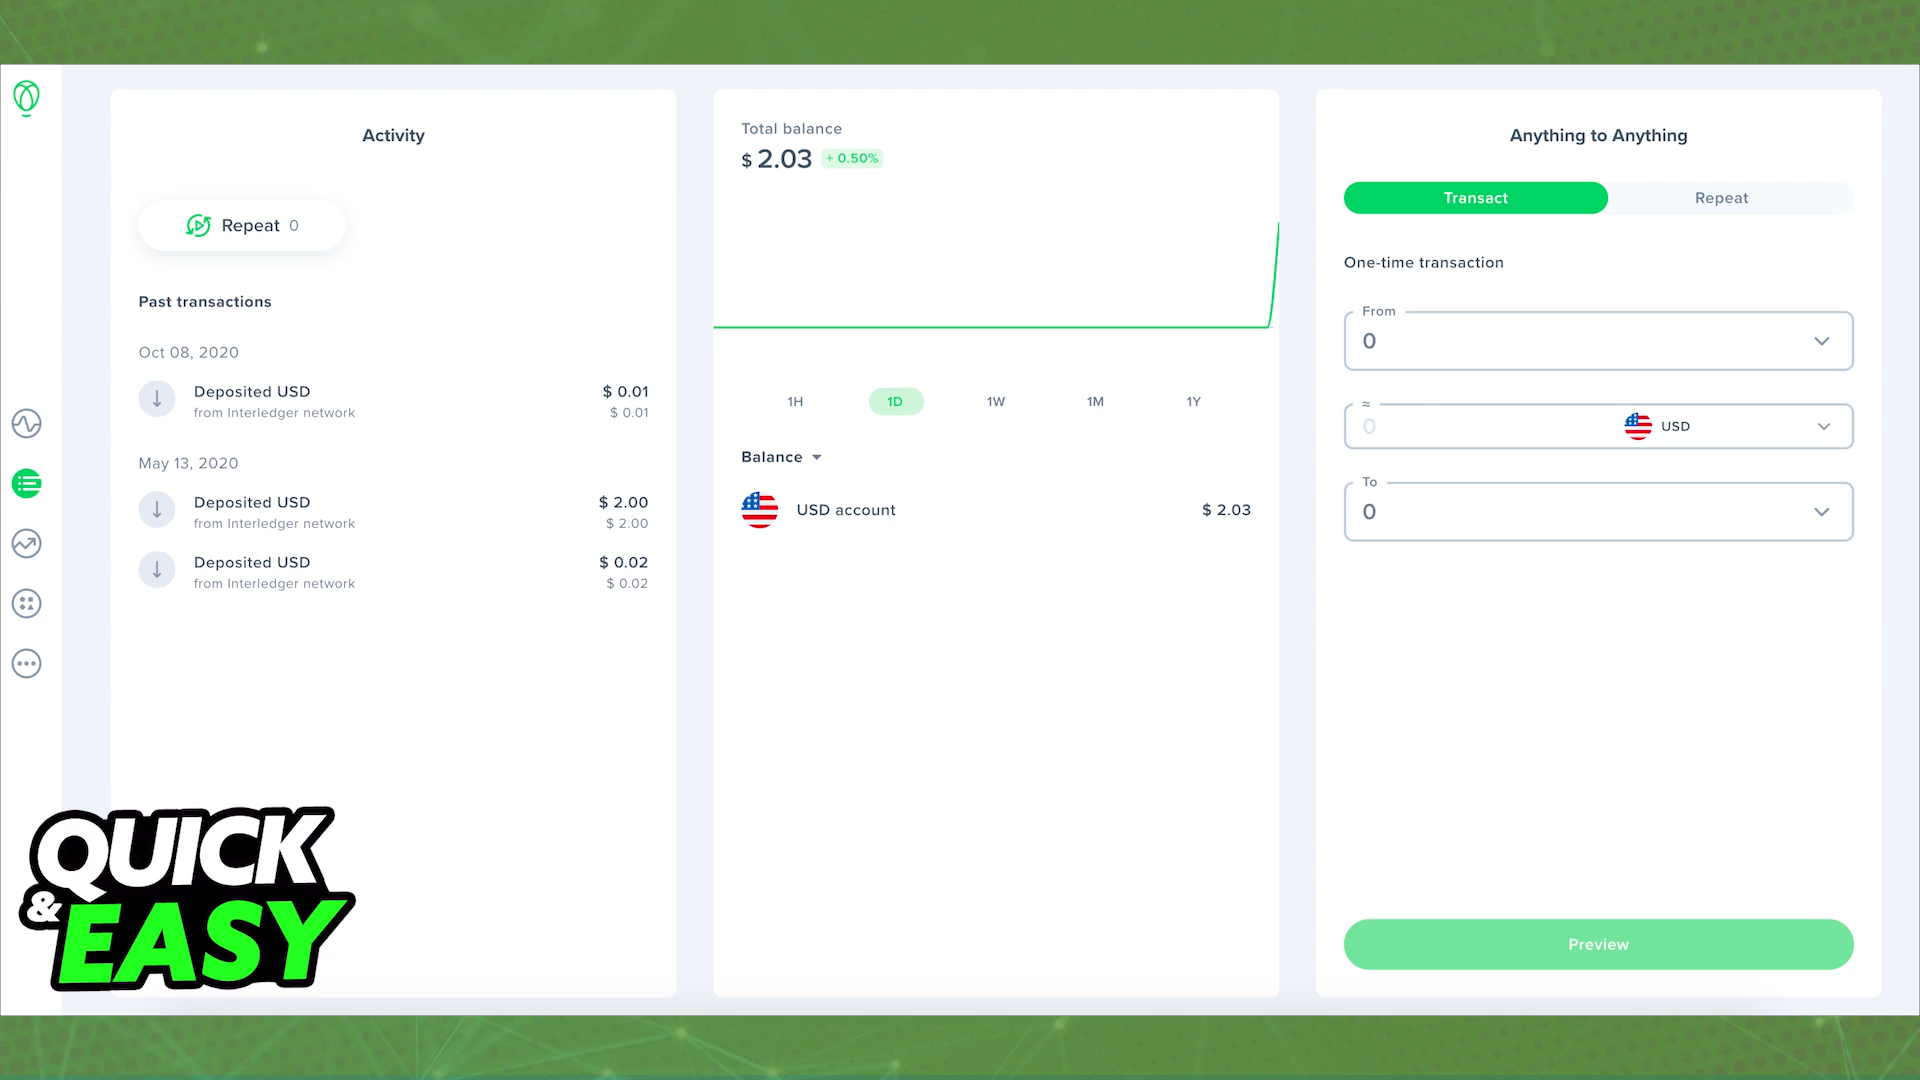 Activity
Repeat 0
Past transactions
Oct 08, 2020
Deposited USD $ 0.01
from Interledger network $ 0.01
May 13, 2020
Deposited USD $ 2.00
from Interledger network $ 2.00
Deposited USD $ 0.02
from Interledger network $ 0.02
Total balance
$ 2.03 + 0.50%
1H 1D 1W 1M 1Y
Balance
USD account $ 2.03
Anything to Anything
Transact Repeat
One-time transaction
From
0
≈
0 USD
To
0
Preview
QUICK
& EASY